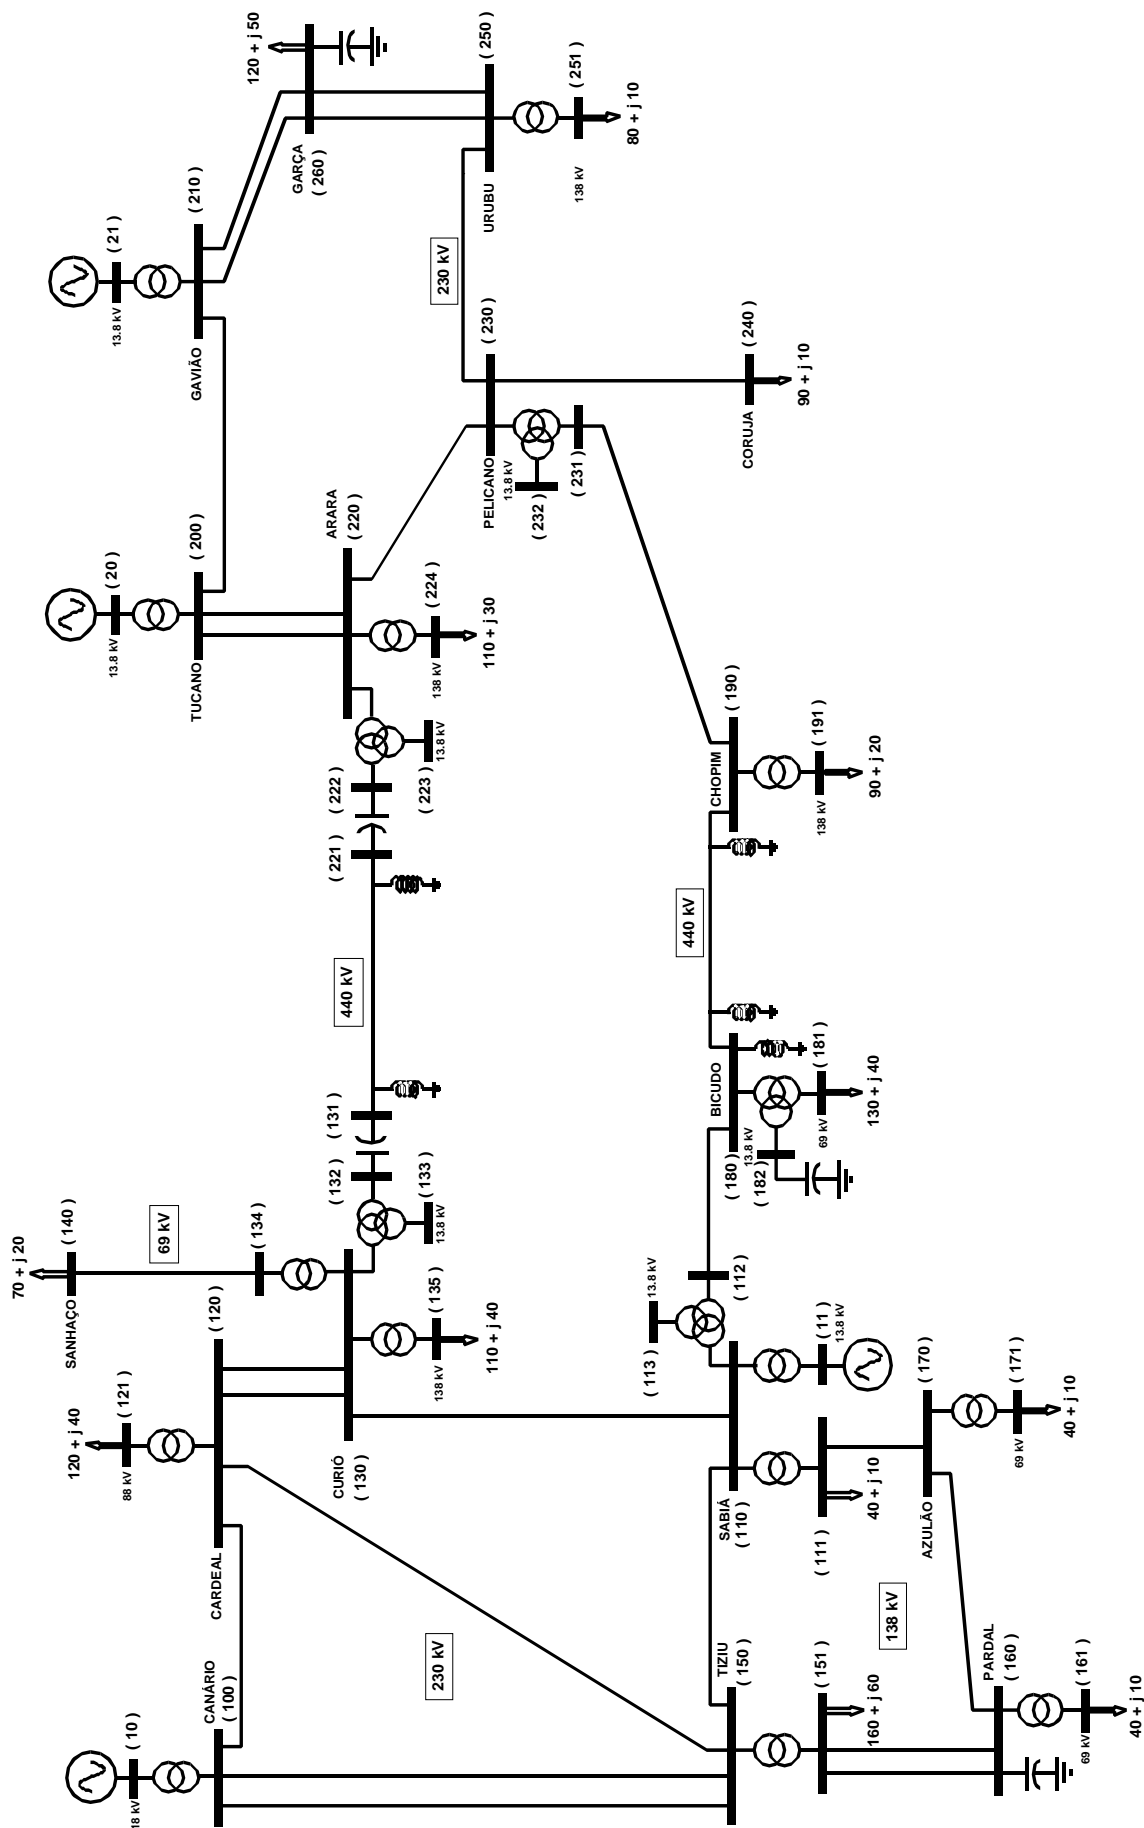 70 + j 20
120 + j 40
SANHAÇO
( 140 )
69 kV
( 10 )
18 kV
( 121 )
88 kV
( 134 )
( 20 )
13.8 kV
( 21 )
13.8 kV
120 + j 50
CANÁRIO
( 100 )
CARDEAL
( 120 )
TUCANO
( 200 )
GAVIÃO
( 210 )
GARÇA
( 260 )
CURIÓ
( 130 )
( 132 )
( 131 )
440 kV
( 221 )
( 222 )
ARARA
( 220 )
( 133 )
13.8 kV
( 223 )
13.8 kV
230 kV
( 135 )
138 kV
110 + j 40
( 224 )
138 kV
110 + j 30
230 kV
PELICANO
( 230 )
URUBU
( 250 )
13.8 kV
( 232 )
( 231 )
( 251 )
138 kV
80 + j 10
13.8 kV
( 113 )
( 112 )
440 kV
TIZIU
( 150 )
SABIÁ
( 110 )
BICUDO
( 180 )
CHOPIM
( 190 )
CORUJA
( 240 )
90 + j 10
13.8 kV
( 182 )
( 151 )
160 + j 60
( 111 )
40 + j 10
( 11 )
13.8 kV
( 181 )
69 kV
130 + j 40
( 191 )
138 kV
90 + j 20
138 kV
AZULÃO
( 170 )
PARDAL
( 160 )
( 171 )
69 kV
40 + j 10
( 161 )
69 kV
40 + j 10